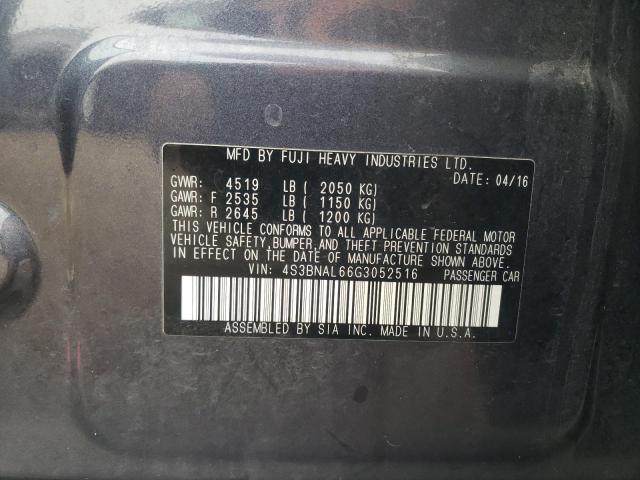 MFD BY FUJI HEAVY INDUSTRIES LTD.
DATE: 04/16
GVWR: 4519 LB ( 2050 KG)
GAWR: F 2535 LB ( 1150 KG)
GAWR: R 2645 LB ( 1200 KG)
THIS VEHICLE CONFORMS TO ALL APPLICABLE FEDERAL MOTOR
VEHICLE SAFETY, BUMPER, AND THEFT PREVENTION STANDARDS
IN EFFECT ON THE DATE OF MANUFACTURE SHOWN ABOVE.
VIN: 4S3BNAL66G3052516 PASSENGER CAR
ASSEMBLED BY SIA INC. MADE IN U.S.A.